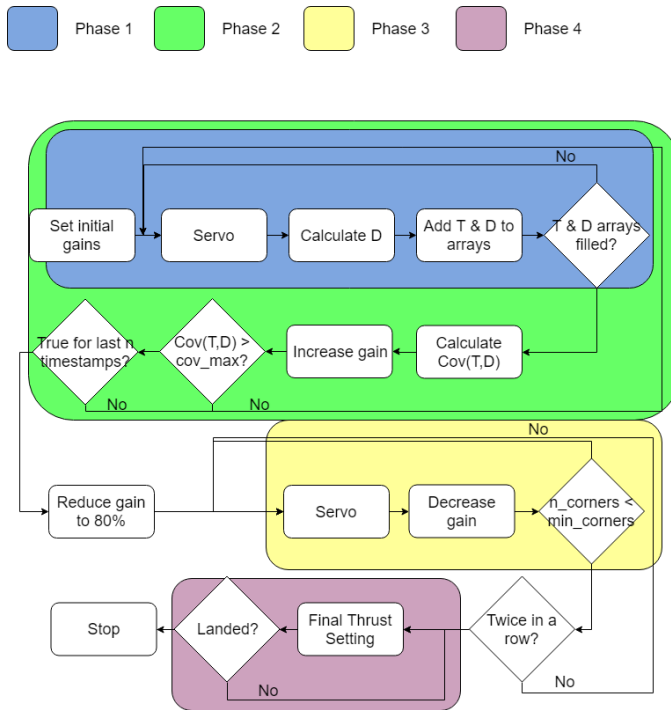 Phase 1
Phase 2
Phase 3
Phase 4
No
Set initial
gains
Servo
Calculate D
Add T & D to
arrays
T & D arrays
filled?
True for last n
timestamps?
Cov(T,D) >
cov_max?
Increase gain
Calculate
Cov(T,D)
No
No
No
Reduce gain
to 80%
Servo
Decrease
gain
n_corners <
min_corners
Stop
Landed?
Final Thrust
Setting
Twice in a
row?
No
No